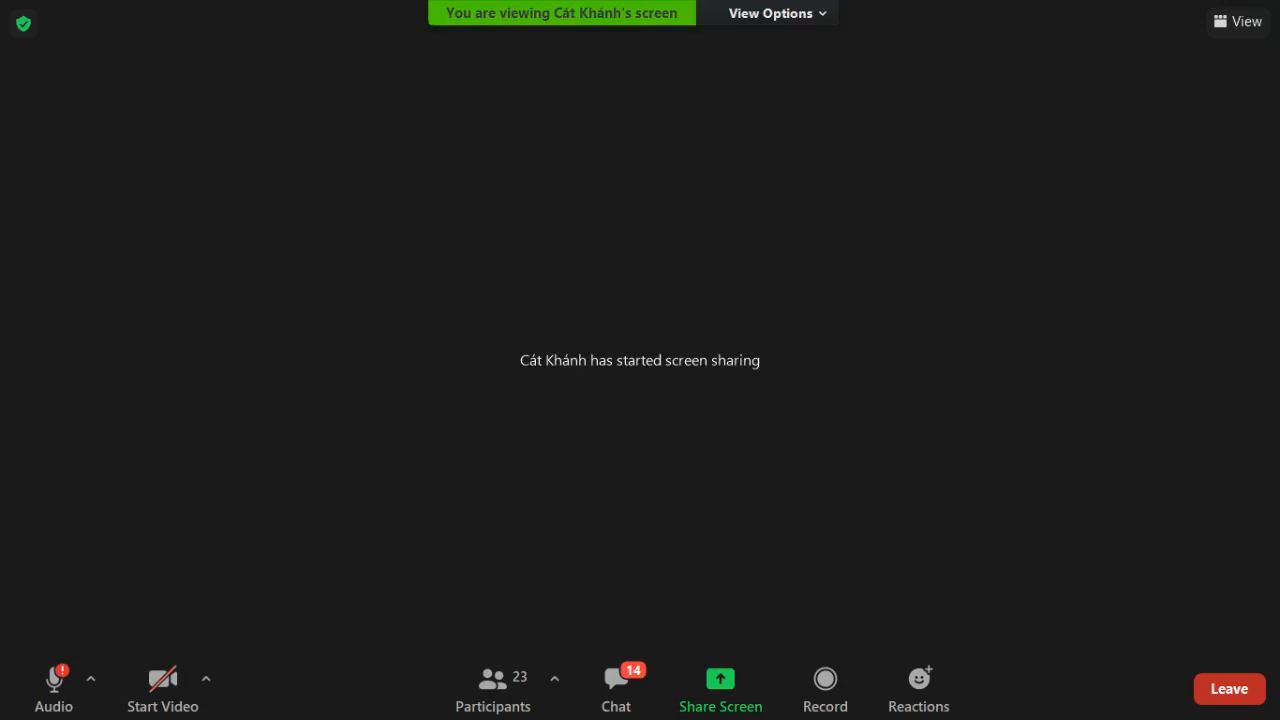 You are viewing Cát Khánh's screen
View Options
View
Cát Khánh has started screen sharing
Audio
Start Video
23
Participants
14
Chat
Share Screen
Record
Reactions
Leave